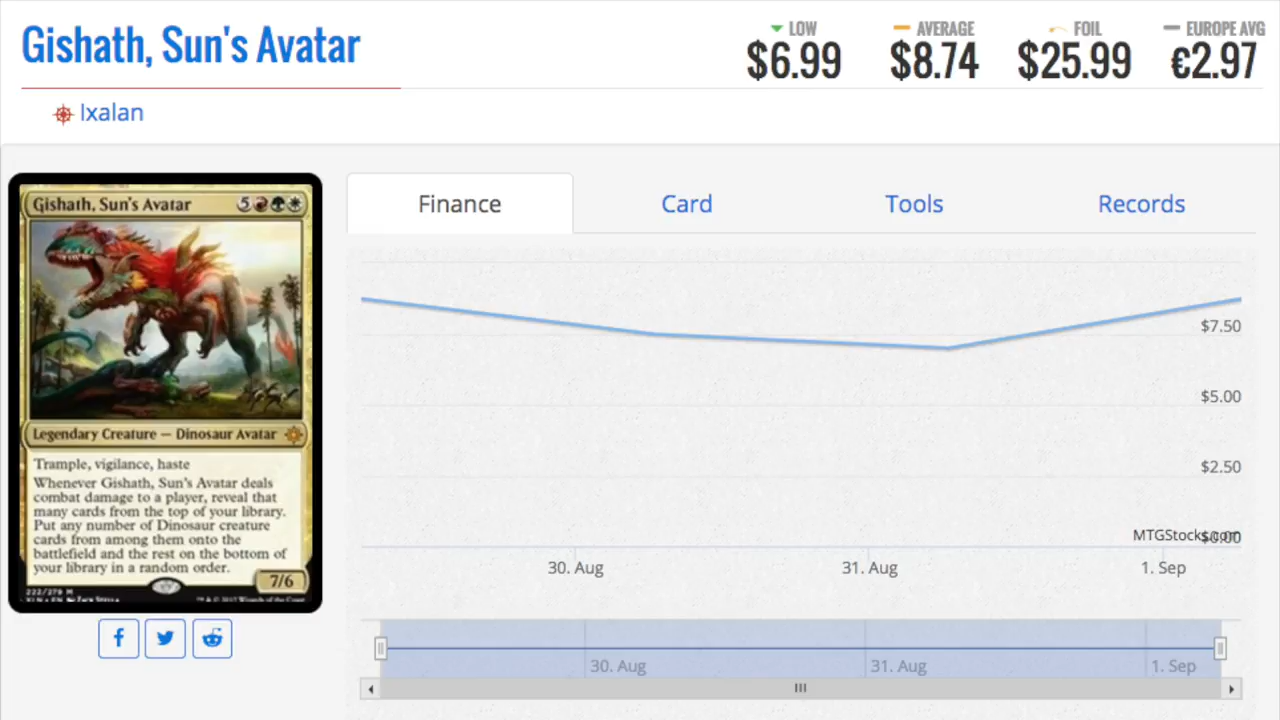 Gishath, Sun's Avatar
LOW
AVERAGE
FOIL
EUROPE AVG
$6.99
$8.74
$25.99
€2.97
Ixalan
Finance
Card
Tools
Records
Gishath, Sun's Avatar
5
Legendary Creature — Dinosaur Avatar
Trample, vigilance, haste
Whenever Gishath, Sun's Avatar deals
combat damage to a player, reveal that
many cards from the top of your library.
Put any number of Dinosaur creature
cards from among them onto the
battlefield and the rest on the bottom of
your library in a random order.
7/6
222/279 M
$7.50
$5.00
$2.50
$0.00
MTGStocks.com
30. Aug
31. Aug
1. Sep
30. Aug
31. Aug
1. Sep